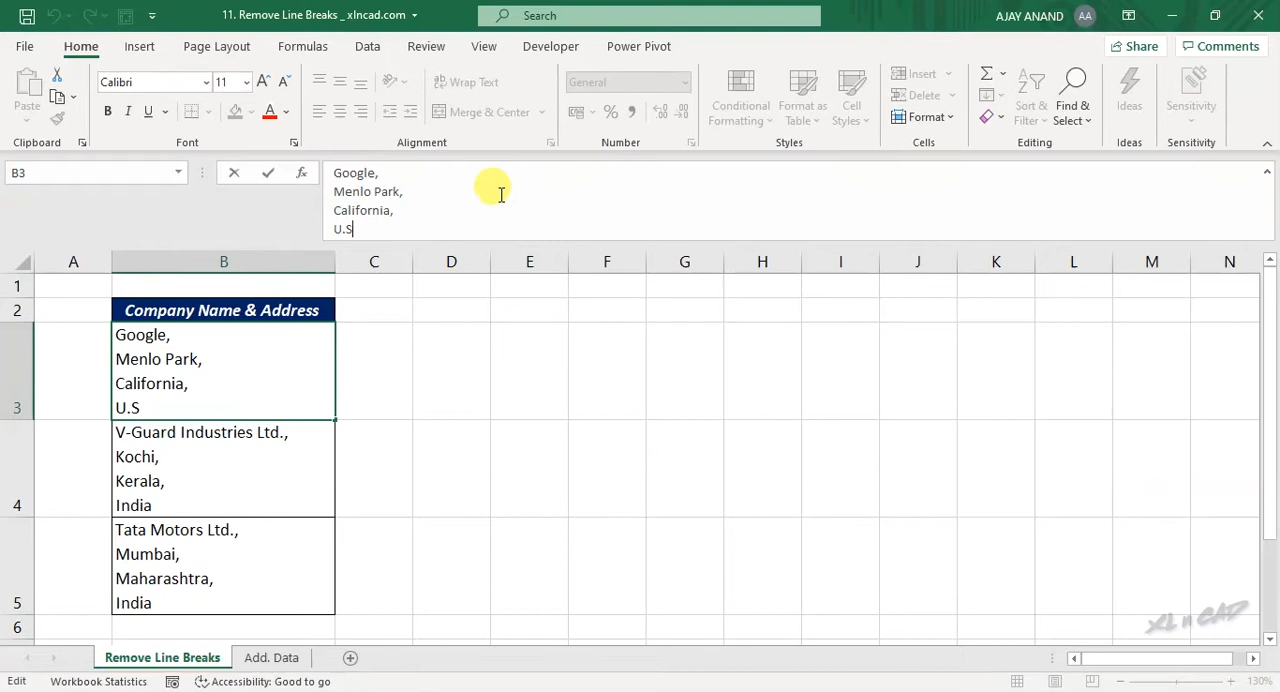 11. Remove Line Breaks _ xlncad.com
Search
AJAY ANAND
AA
File
Home
Insert
Page Layout
Formulas
Data
Review
View
Developer
Power Pivot
Share
Comments
Paste
Clipboard
Calibri
11
B I U
A
Font
Wrap Text
Merge & Center
Alignment
General
%
Number
Conditional
Formatting
Format as
Table
Cell
Styles
Styles
Insert
Delete
Format
Cells
Sort &
Filter
Find &
Select
Editing
Ideas
Ideas
Sensitivity
Sensitivity
B3
fx
Google,
Menlo Park,
California,
U.S
A B C D E F G H I J K L M N
1
2
Company Name & Address
3
Google,
Menlo Park,
California,
U.S
4
V-Guard Industries Ltd.,
Kochi,
Kerala,
India
5
Tata Motors Ltd.,
Mumbai,
Maharashtra,
India
6
XL n CAD
Remove Line Breaks
Add. Data
Edit
Workbook Statistics
Accessibility: Good to go
130%